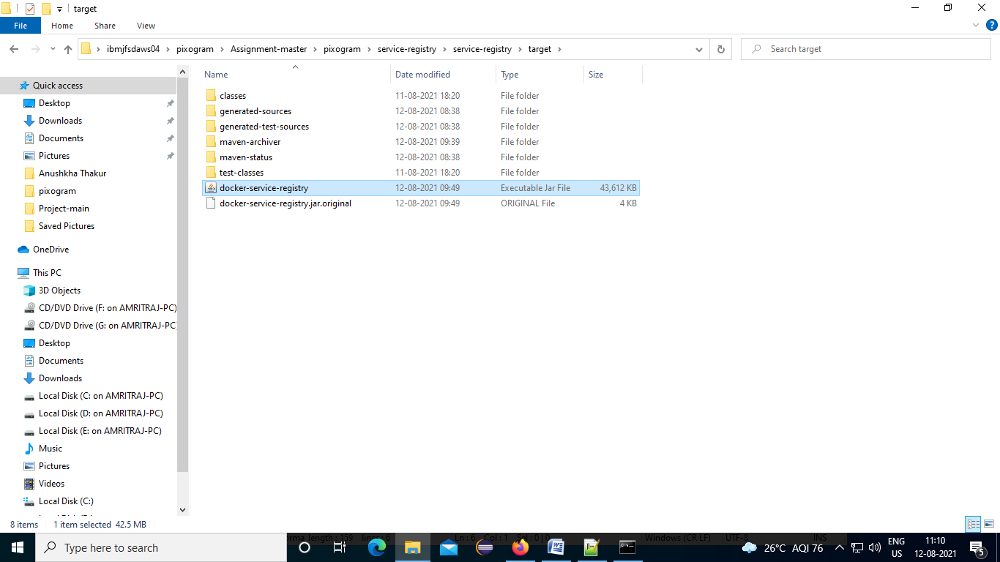 target
File Home Share View
ibmjfsdaws04 pixogram Assignment-master pixogram service-registry service-registry target
Search target
Name Date modified Type Size
classes 11-08-2021 18:20 File folder
generated-sources 12-08-2021 08:38 File folder
generated-test-sources 12-08-2021 08:38 File folder
maven-archiver 12-08-2021 09:39 File folder
maven-status 12-08-2021 08:38 File folder
test-classes 11-08-2021 18:20 File folder
docker-service-registry 12-08-2021 09:49 Executable Jar File 43,612 KB
docker-service-registry.jar.original 12-08-2021 09:49 ORIGINAL File 4 KB
Quick access
Desktop
Downloads
Documents
Pictures
Anushkha Thakur
pixogram
Project-main
Saved Pictures
OneDrive
This PC
3D Objects
CD/DVD Drive (F: on AMRITRAJ-PC)
CD/DVD Drive (G: on AMRITRAJ-PC)
Desktop
Documents
Downloads
Local Disk (C: on AMRITRAJ-PC)
Local Disk (D: on AMRITRAJ-PC)
Local Disk (E: on AMRITRAJ-PC)
Music
Pictures
Videos
Local Disk (C:)
8 items 1 item selected 42.5 MB
length : 159 lines : 6 Ln : 6 Col : 1 Sel : 0 | 0 Windows (CR LF) UTF-8 INS
Type here to search
26°C AQI 76
ENG
US
11:10
12-08-2021
5